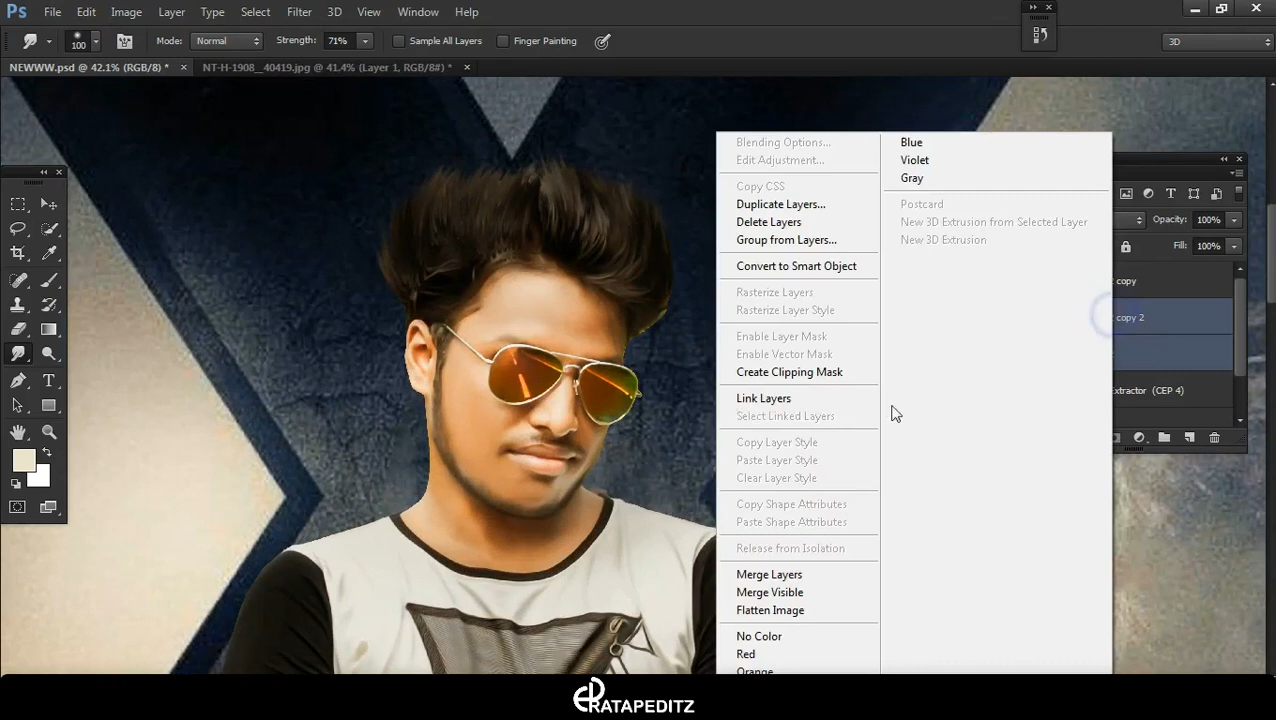 Ps File Edit Image Layer Type Select Filter 3D View Window Help
100 Mode: Normal Strength: 71% Sample All Layers Finger Painting 3D
NEWWW.psd @ 42.1% (RGB/8) * NT-H-1908__40419.jpg @ 41.4% (Layer 1, RGB/8#) *
Blending Options...
Edit Adjustment...
Copy CSS
Duplicate Layers...
Delete Layers
Group from Layers...
Convert to Smart Object
Rasterize Layers
Rasterize Layer Style
Enable Layer Mask
Enable Vector Mask
Create Clipping Mask
Link Layers
Select Linked Layers
Copy Layer Style
Paste Layer Style
Clear Layer Style
Copy Shape Attributes
Paste Shape Attributes
Release from Isolation
Merge Layers
Merge Visible
Flatten Image
No Color
Red
Orange
Blue
Violet
Gray
Postcard
New 3D Extrusion from Selected Layer
New 3D Extrusion
Opacity: 100%
Fill: 100%
copy
copy 2
xtractor (CEP 4)
RATAPEDITZ